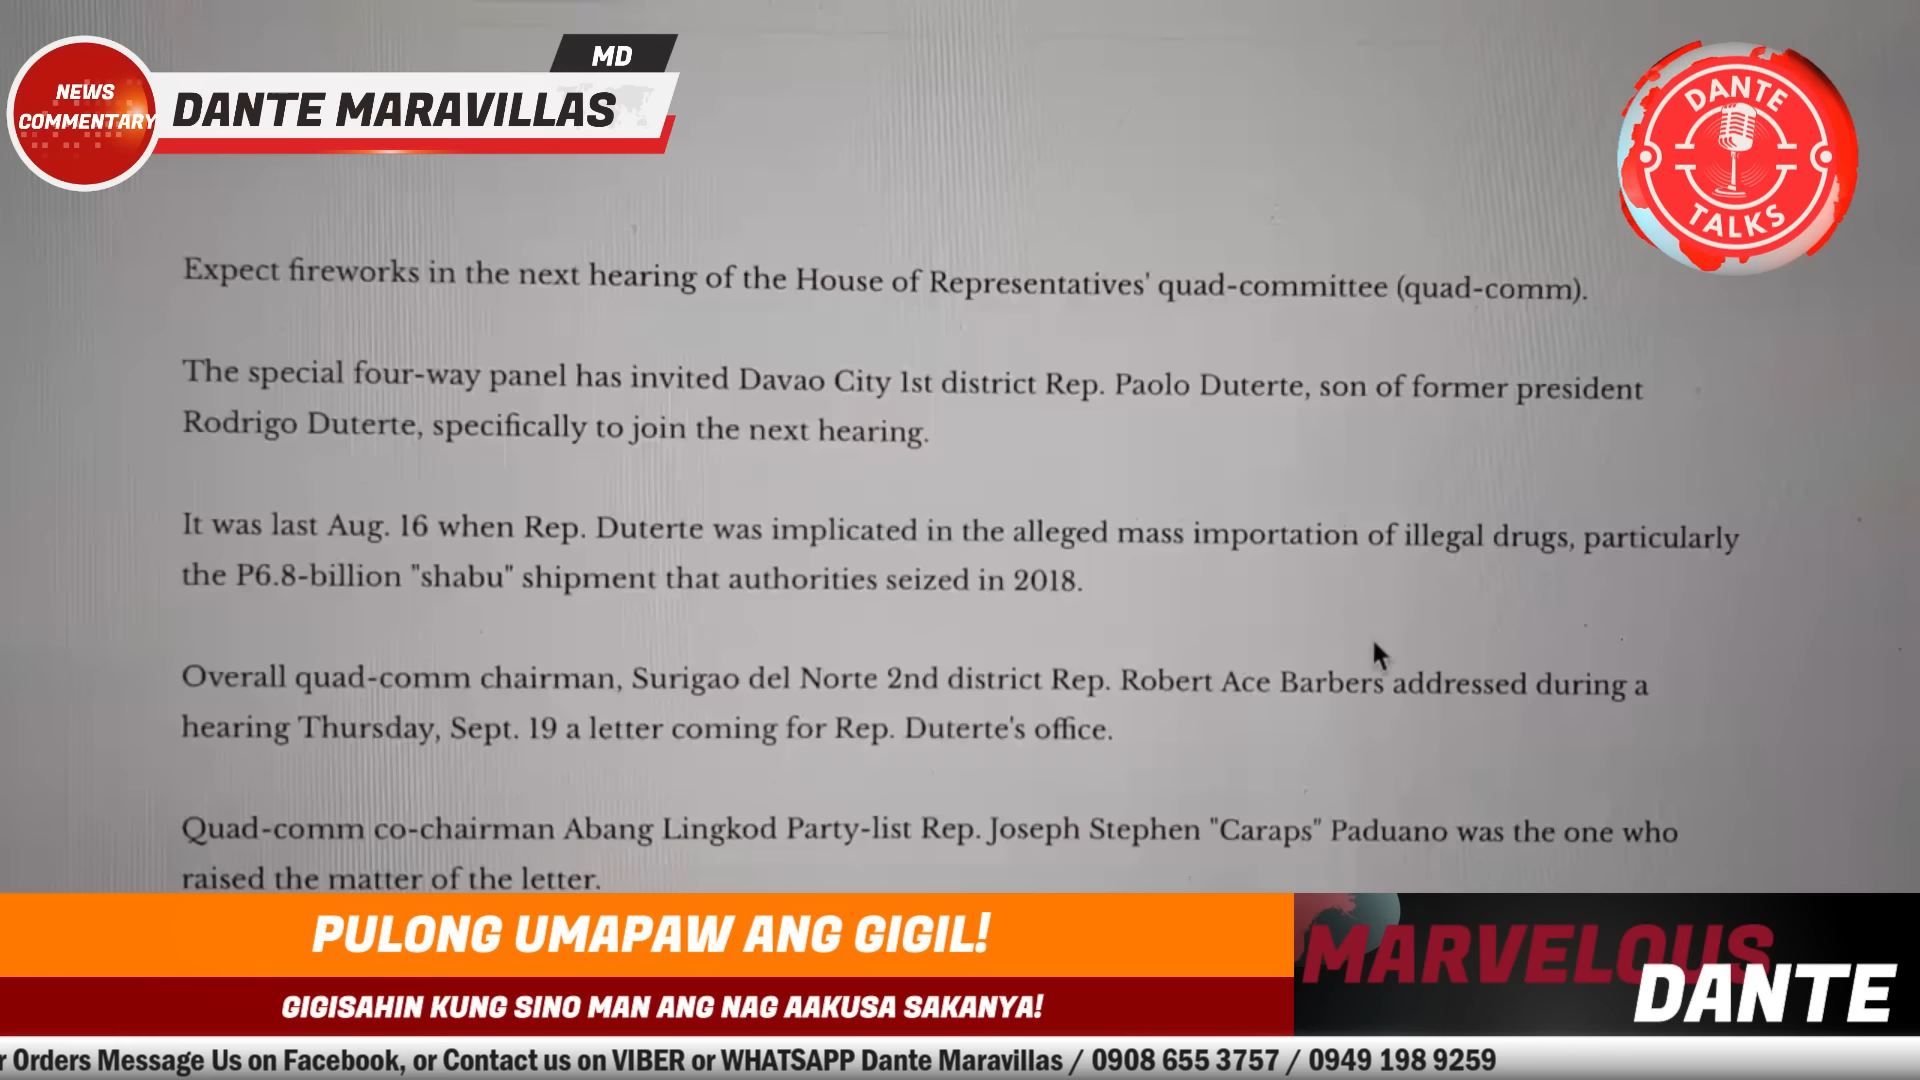 MD
NEWS
COMMENTARY
DANTE MARAVILLAS
DANTE
TALKS
Expect fireworks in the next hearing of the House of Representatives' quad-committee (quad-comm).
The special four-way panel has invited Davao City 1st district Rep. Paolo Duterte, son of former president
Rodrigo Duterte, specifically to join the next hearing.
It was last Aug. 16 when Rep. Duterte was implicated in the alleged mass importation of illegal drugs, particularly
the P6.8-billion "shabu" shipment that authorities seized in 2018.
Overall quad-comm chairman, Surigao del Norte 2nd district Rep. Robert Ace Barbers addressed during a
hearing Thursday, Sept. 19 a letter coming for Rep. Duterte's office.
Quad-comm co-chairman Abang Lingkod Party-list Rep. Joseph Stephen "Caraps" Paduano was the one who
raised the matter of the letter.
PULONG UMAPAW ANG GIGIL!
GIGISAHIN KUNG SINO MAN ANG NAG AAKUSA SAKANYA!
MARVELOUS
DANTE
r Orders Message Us on Facebook, or Contact us on VIBER or WHATSAPP Dante Maravillas / 0908 655 3757 / 0949 198 9259